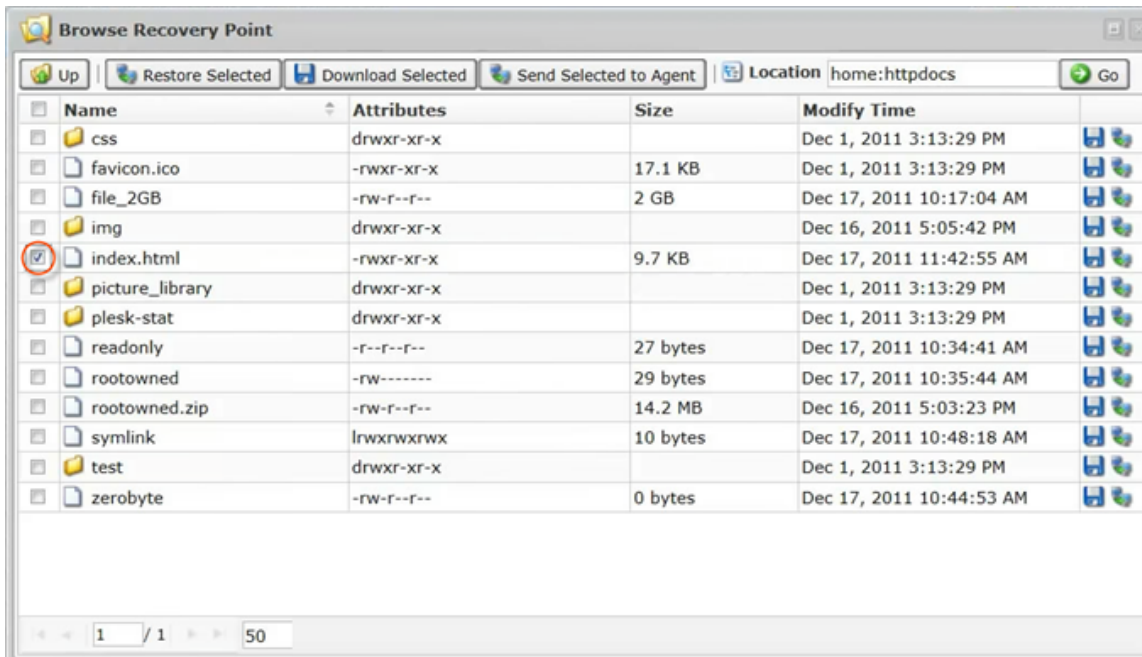 Browse Recovery Point
Up Restore Selected Download Selected Send Selected to Agent Location home:httpdocs Go
Name Attributes Size Modify Time
css drwxr-xr-x Dec 1, 2011 3:13:29 PM
favicon.ico -rwxr-xr-x 17.1 KB Dec 1, 2011 3:13:29 PM
file_2GB -rw-r--r-- 2 GB Dec 17, 2011 10:17:04 AM
img drwxr-xr-x Dec 16, 2011 5:05:42 PM
index.html -rwxr-xr-x 9.7 KB Dec 17, 2011 11:42:55 AM
picture_library drwxr-xr-x Dec 1, 2011 3:13:29 PM
plesk-stat drwxr-xr-x Dec 1, 2011 3:13:29 PM
readonly -r--r--r-- 27 bytes Dec 17, 2011 10:34:41 AM
rootowned -rw------- 29 bytes Dec 17, 2011 10:35:44 AM
rootowned.zip -rw-r--r-- 14.2 MB Dec 16, 2011 5:03:23 PM
symlink lrwxrwxrwx 10 bytes Dec 17, 2011 10:48:18 AM
test drwxr-xr-x Dec 1, 2011 3:13:29 PM
zerobyte -rw-r--r-- 0 bytes Dec 17, 2011 10:44:53 AM
1 / 1 50